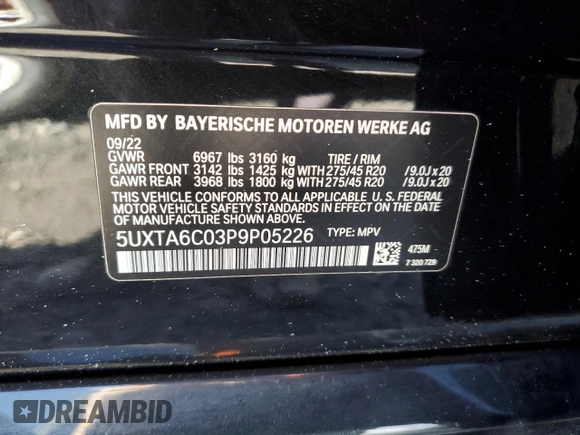 MFD BY BAYERISCHE MOTOREN WERKE AG
09/22
GVWR 6967 lbs 3160 kg TIRE / RIM
GAWR FRONT 3142 lbs 1425 kg WITH 275/45 R20 /9.0J x 20
GAWR REAR 3968 lbs 1800 kg WITH 275/45 R20 /9.0J x 20
THIS VEHICLE CONFORMS TO ALL APPLICABLE U. S. FEDERAL
MOTOR VEHICLE SAFETY STANDARDS IN EFFECT ON THE DATE
OF MANUFACTURE SHOWN ABOVE.
5UXTA6C03P9P05226 TYPE: MPV
475M
7 320 729
DREAMBID